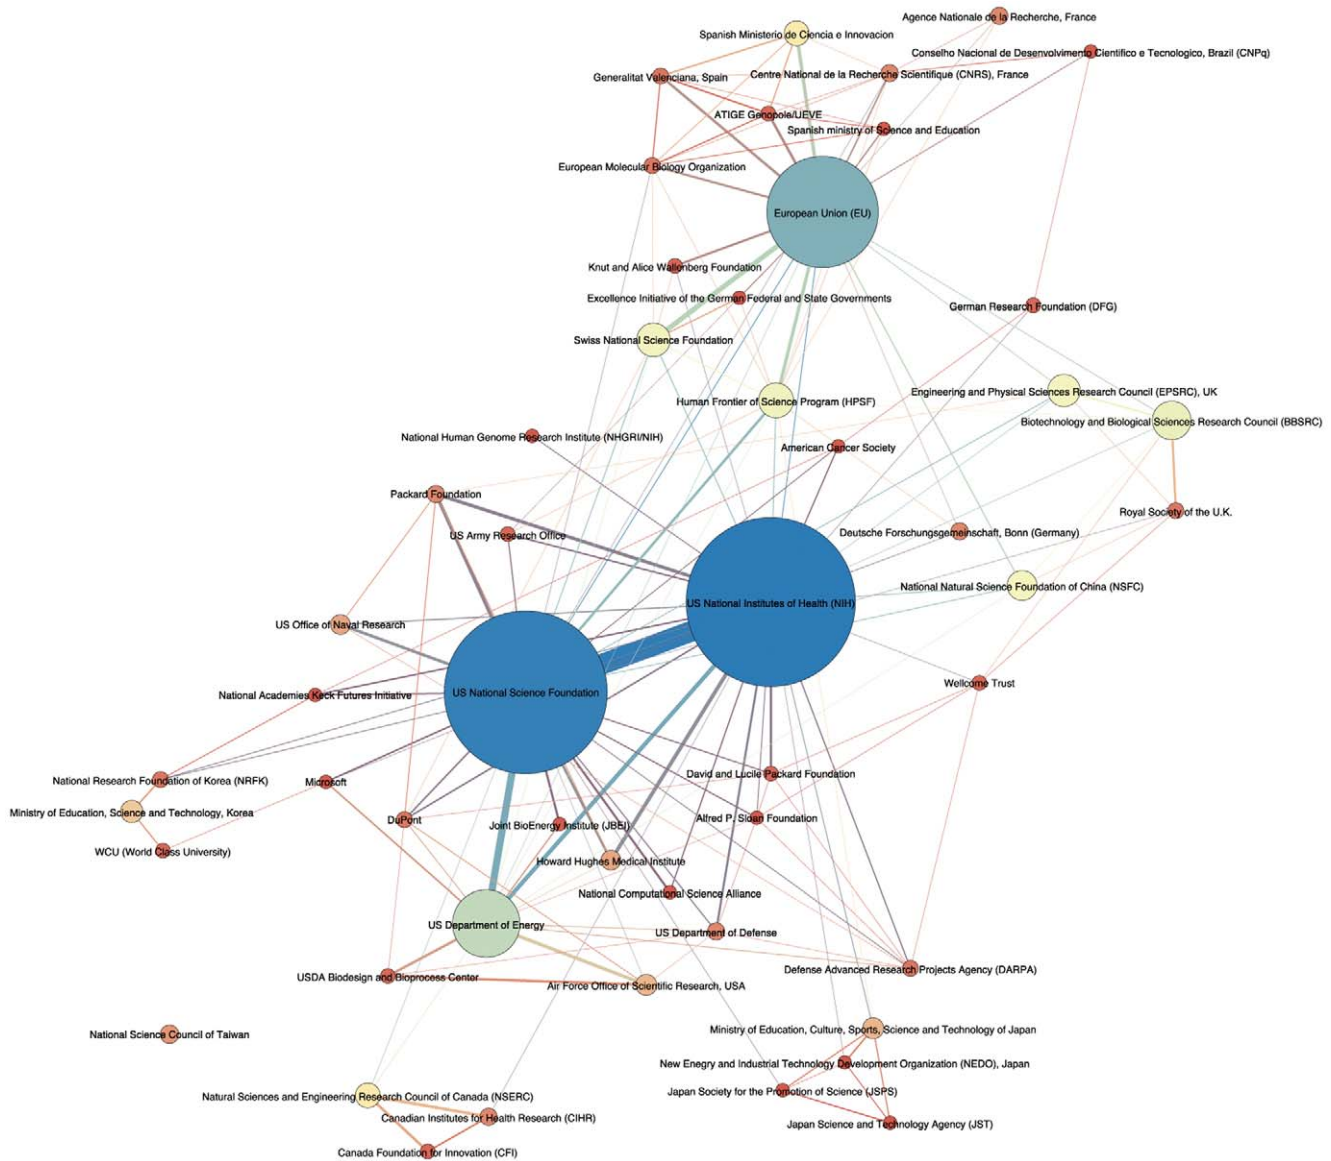 Agence Nationale de la Recherche, France
Spanish Ministerio de Ciencia e Innovacion
Conselho Nacional de Desenvolvimento Cientifico e Tecnologico, Brazil (CNPq)
Generalitat Valenciana, Spain
Centre National de la Recherche Scientifique (CNRS), France
ATIGE Genopole/UEVE
Spanish ministry of Science and Education
European Molecular Biology Organization
European Union (EU)
Knut and Alice Wallenberg Foundation
Excellence Initiative of the German Federal and State Governments
German Research Foundation (DFG)
Swiss National Science Foundation
Engineering and Physical Sciences Research Council (EPSRC), UK
Human Frontier of Science Program (HPSF)
Biotechnology and Biological Sciences Research Council (BBSRC)
National Human Genome Research Institute (NHGRI/NIH)
American Cancer Society
Packard Foundation
Royal Society of the U.K.
US Army Research Office
Deutsche Forschungsgemeinschaft, Bonn (Germany)
National Natural Science Foundation of China (NSFC)
US National Institutes of Health (NIH)
US Office of Naval Research
Wellcome Trust
US National Science Foundation
National Academies Keck Futures Initiative
David and Lucile Packard Foundation
National Research Foundation of Korea (NRFK)
Microsoft
Ministry of Education, Science and Technology, Korea
DuPont
Joint BioEnergy Institute (JBEI)
Alfred P. Sloan Foundation
WCU (World Class University)
Howard Hughes Medical Institute
National Computational Science Alliance
US Department of Energy
US Department of Defense
Defense Advanced Research Projects Agency (DARPA)
USDA Biodesign and Bioprocess Center
Air Force Office of Scientific Research, USA
National Science Council of Taiwan
Ministry of Education, Culture, Sports, Science and Technology of Japan
New Enegry and Industrial Technology Development Organization (NEDO), Japan
Japan Society for the Promotion of Science (JSPS)
Natural Sciences and Engineering Research Council of Canada (NSERC)
Canadian Institutes for Health Research (CIHR)
Japan Science and Technology Agency (JST)
Canada Foundation for Innovation (CFI)